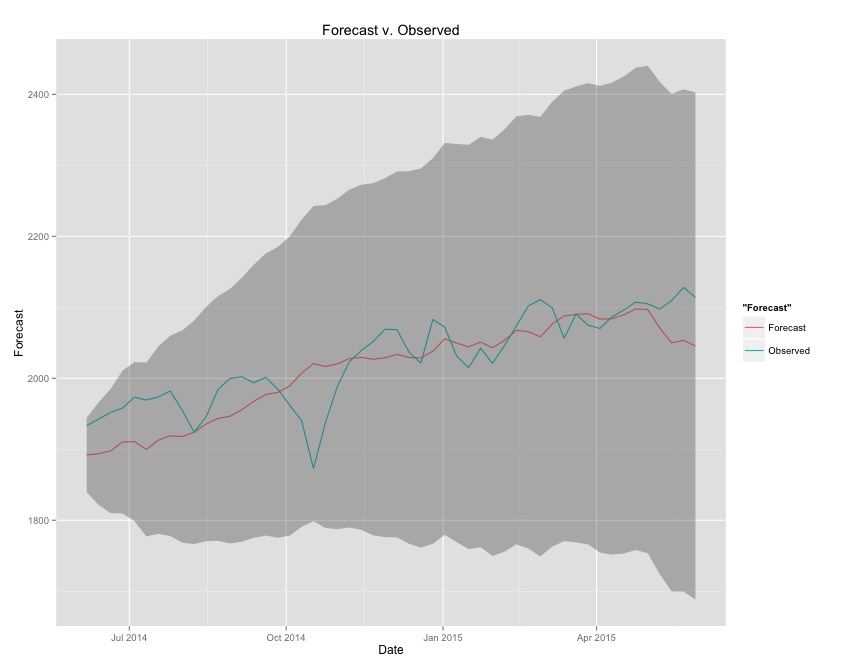 Forecast v. Observed
Forecast
2400
2200
2000
1800
Jul 2014
Oct 2014
Jan 2015
Apr 2015
Date
"Forecast"
Forecast
Observed